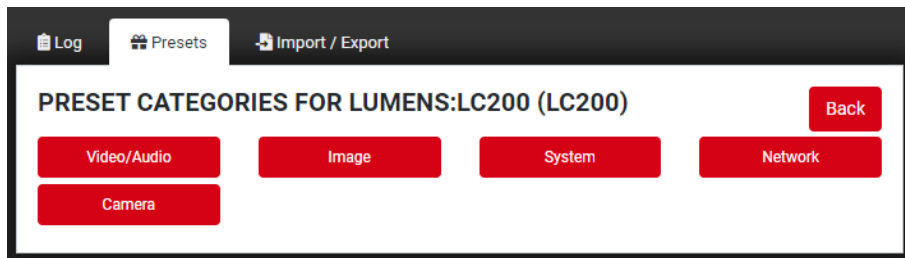 Log Presets Import / Export
PRESET CATEGORIES FOR LUMENS:LC200 (LC200) Back
Video/Audio Image System Network
Camera